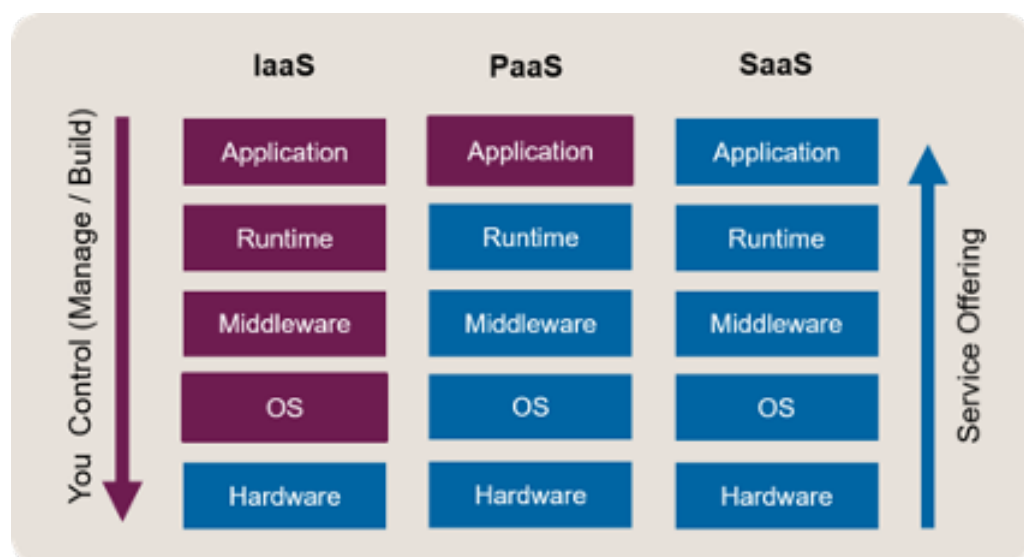 IaaS
PaaS
SaaS
You Control (Manage / Build)
Application
Application
Application
Runtime
Runtime
Runtime
Middleware
Middleware
Middleware
OS
OS
OS
Hardware
Hardware
Hardware
Service Offering